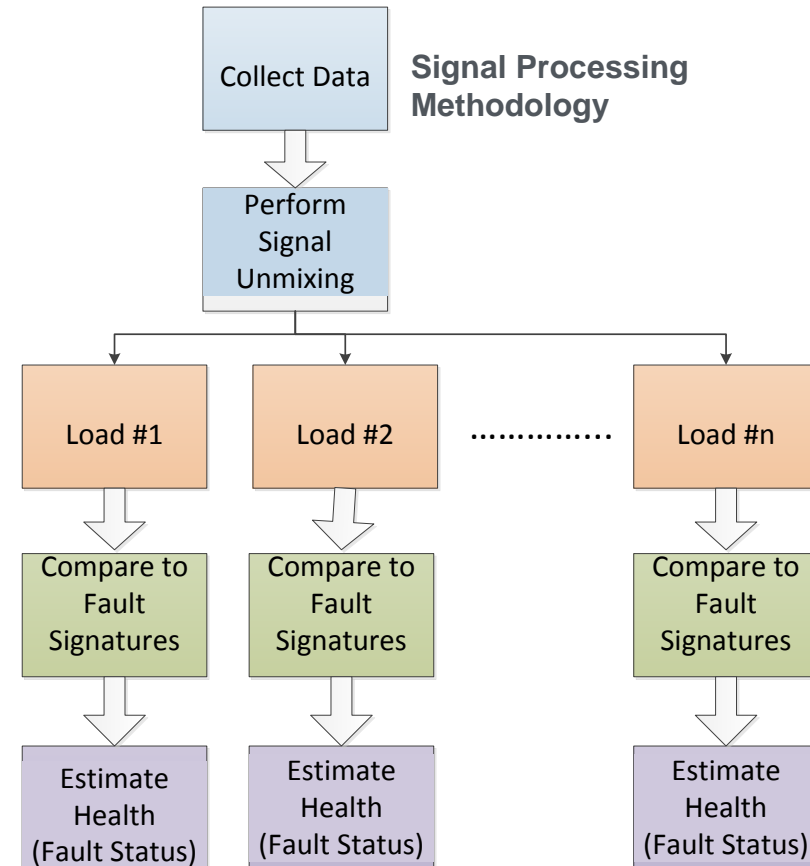 Collect Data
Signal Processing
Methodology
Perform
Signal
Unmixing
Load #1
Load #2
................
Load #n
Compare to
Fault
Signatures
Compare to
Fault
Signatures
Compare to
Fault
Signatures
Estimate
Health
(Fault Status)
Estimate
Health
(Fault Status)
Estimate
Health
(Fault Status)